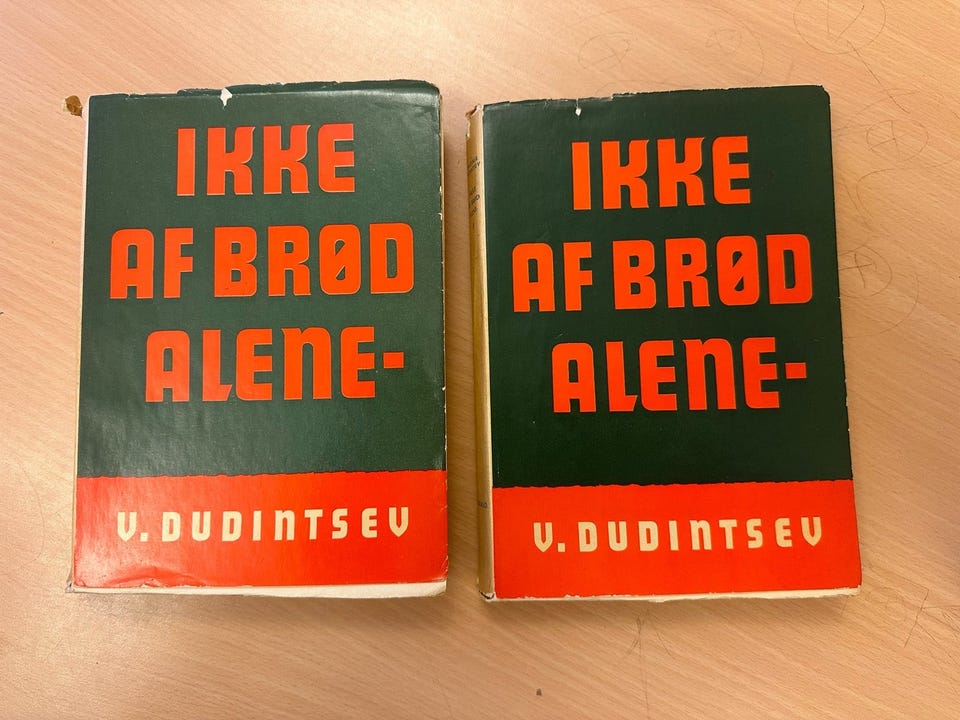 IKKE
AF BRØD
ALENE-
V. DUDINTSEV
IKKE
AF BRØD
ALENE-
V. DUDINTSEV